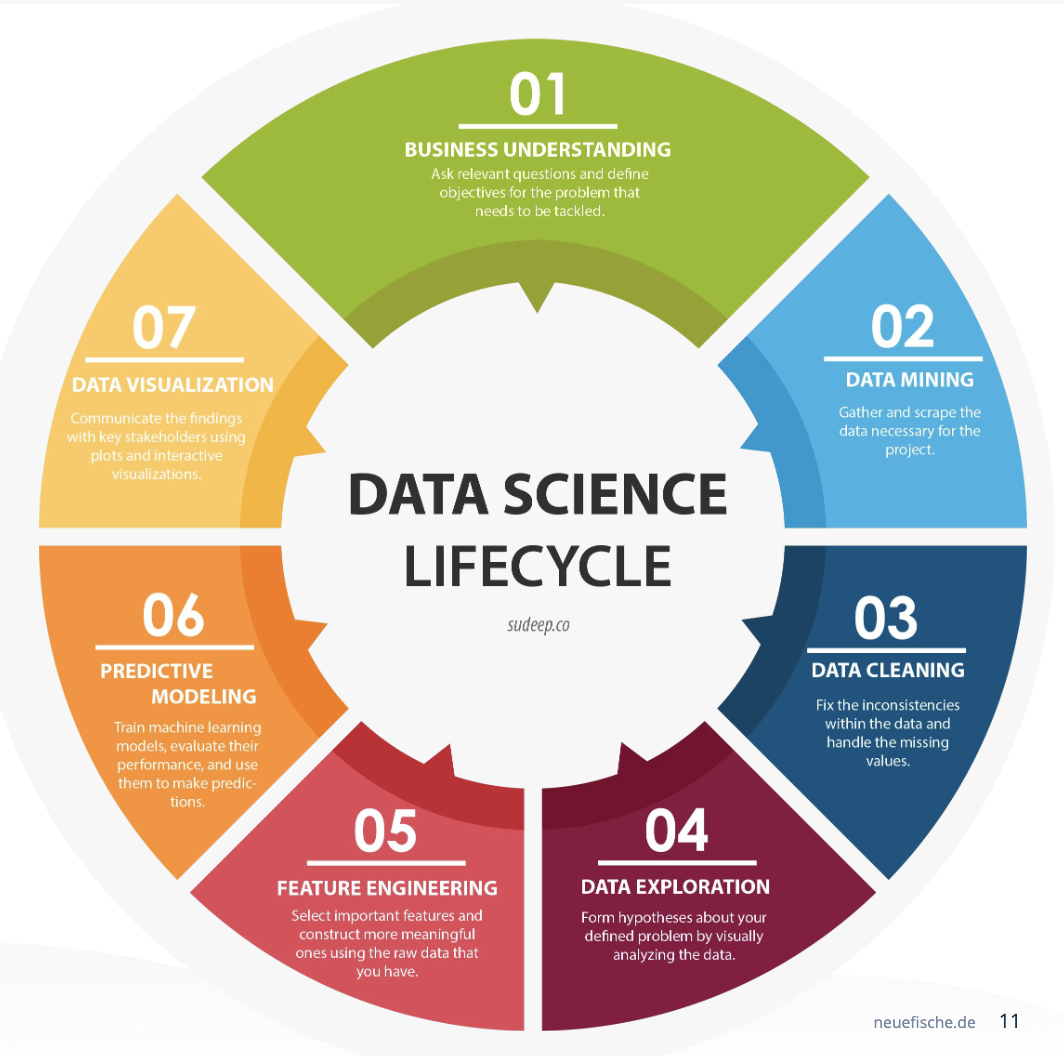 01
BUSINESS UNDERSTANDING
Ask relevant questions and define
objectives for the problem that
needs to be tackled.
02
DATA MINING
Gather and scrape the
data necessary for the
project.
03
DATA CLEANING
Fix the inconsistencies
within the data and
handle the missing
values.
04
DATA EXPLORATION
Form hypotheses about your
defined problem by visually
analyzing the data.
05
FEATURE ENGINEERING
Select important features and
construct more meaningful
ones using the raw data that
you have.
06
PREDICTIVE
MODELING
Train machine learning
models, evaluate their
performance, and use
them to make predic-
tions.
07
DATA VISUALIZATION
Communicate the findings
with key stakeholders using
plots and interactive
visualizations.
DATA SCIENCE
LIFECYCLE
sudeep.co
neuefische.de 11